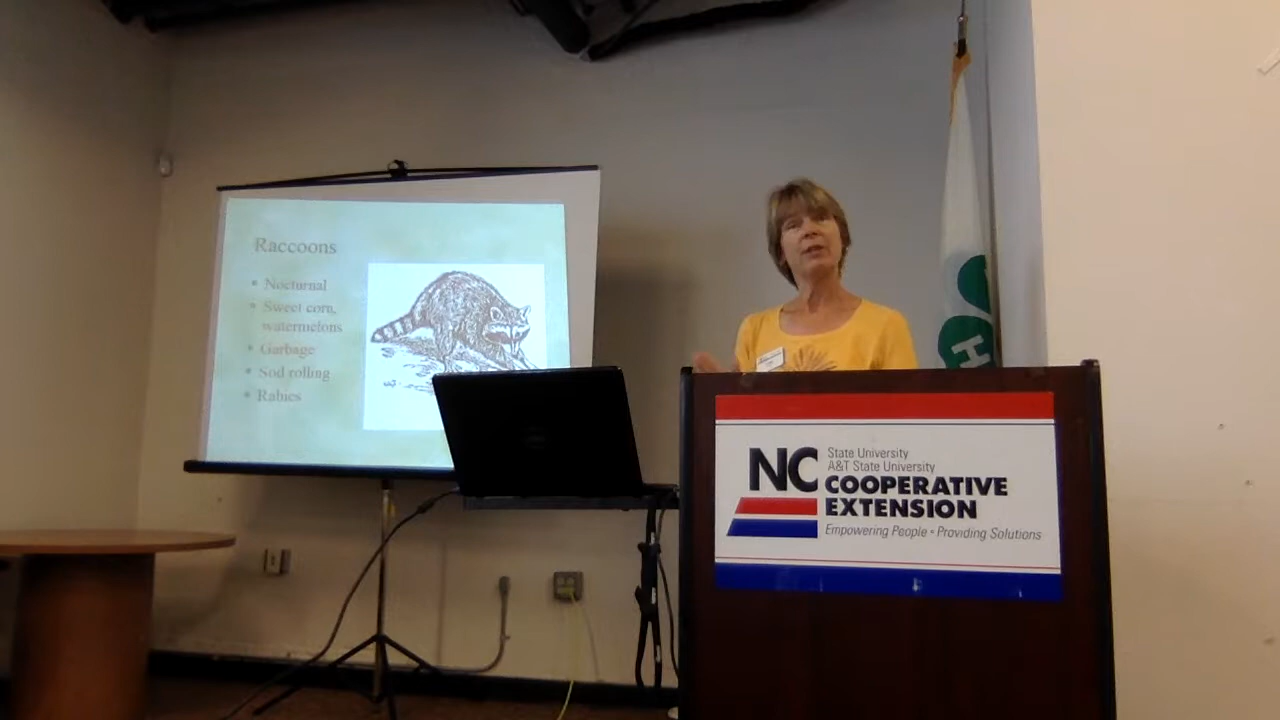 Raccoons
• Nocturnal
• Sweet corn,
watermelons
• Garbage
• Sod rolling
• Rabies
H
NC
State University
A&T State University
COOPERATIVE
EXTENSION
Empowering People • Providing Solutions